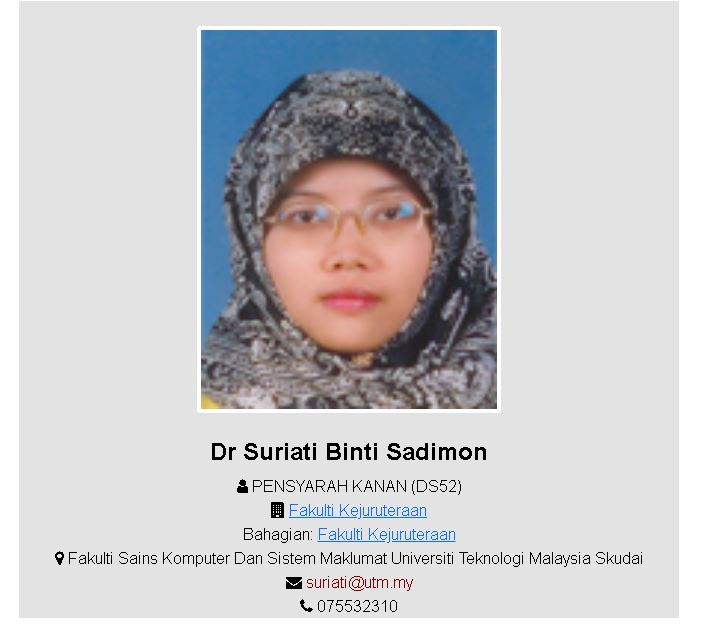 Dr Suriati Binti Sadimon
PENSYARAH KANAN (DS52)
Fakulti Kejuruteraan
Bahagian: Fakulti Kejuruteraan
Fakulti Sains Komputer Dan Sistem Maklumat Universiti Teknologi Malaysia Skudai
suriati@utm.my
075532310